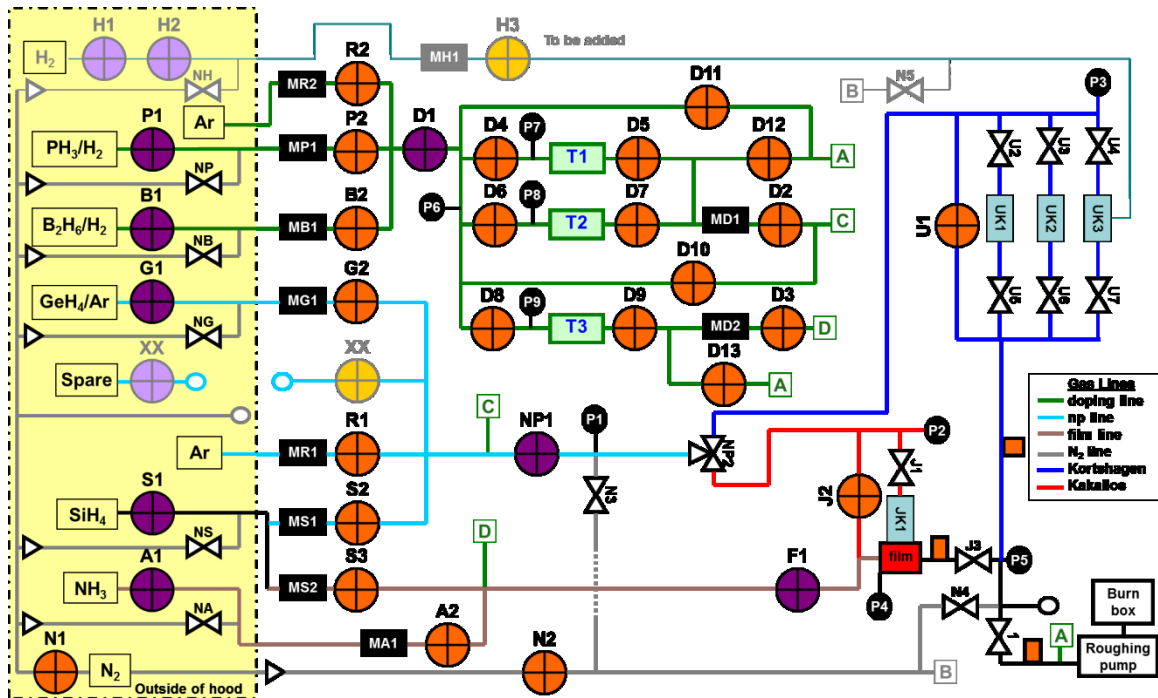 H1
H2
H3
To be added
H₂
MH1
NH
R2
MR2
Ar
D11
N5
B
P3
P1
P2
D1
D4
P7
D5
D12
PH₃/H₂
MP1
T1
A
NP
U2
U3
U4
B1
B2
D6
P8
D7
D2
P6
B₂H₆/H₂
MB1
T2
MD1
C
U1
UK1
UK2
UK3
NB
G1
G2
D10
GeH₄/Ar
MG1
D8
P9
D9
D3
T3
MD2
D
U5
U6
U7
NG
XX
XX
D13
A
Spare
Gas Lines
doping line
np line
film line
N₂ line
Kortshagen
Kakalios
R1
C
NP1
P1
P2
Ar
MR1
NP2
J1
S1
S2
N3
J2
SiH₄
MS1
JK1
NS
D
A1
S3
F1
film
J3
P5
NH₃
MS2
P4
N4
Burn
box
NA
A2
MA1
N1
N2
1
A
Roughing
pump
N₂
B
Outside of hood